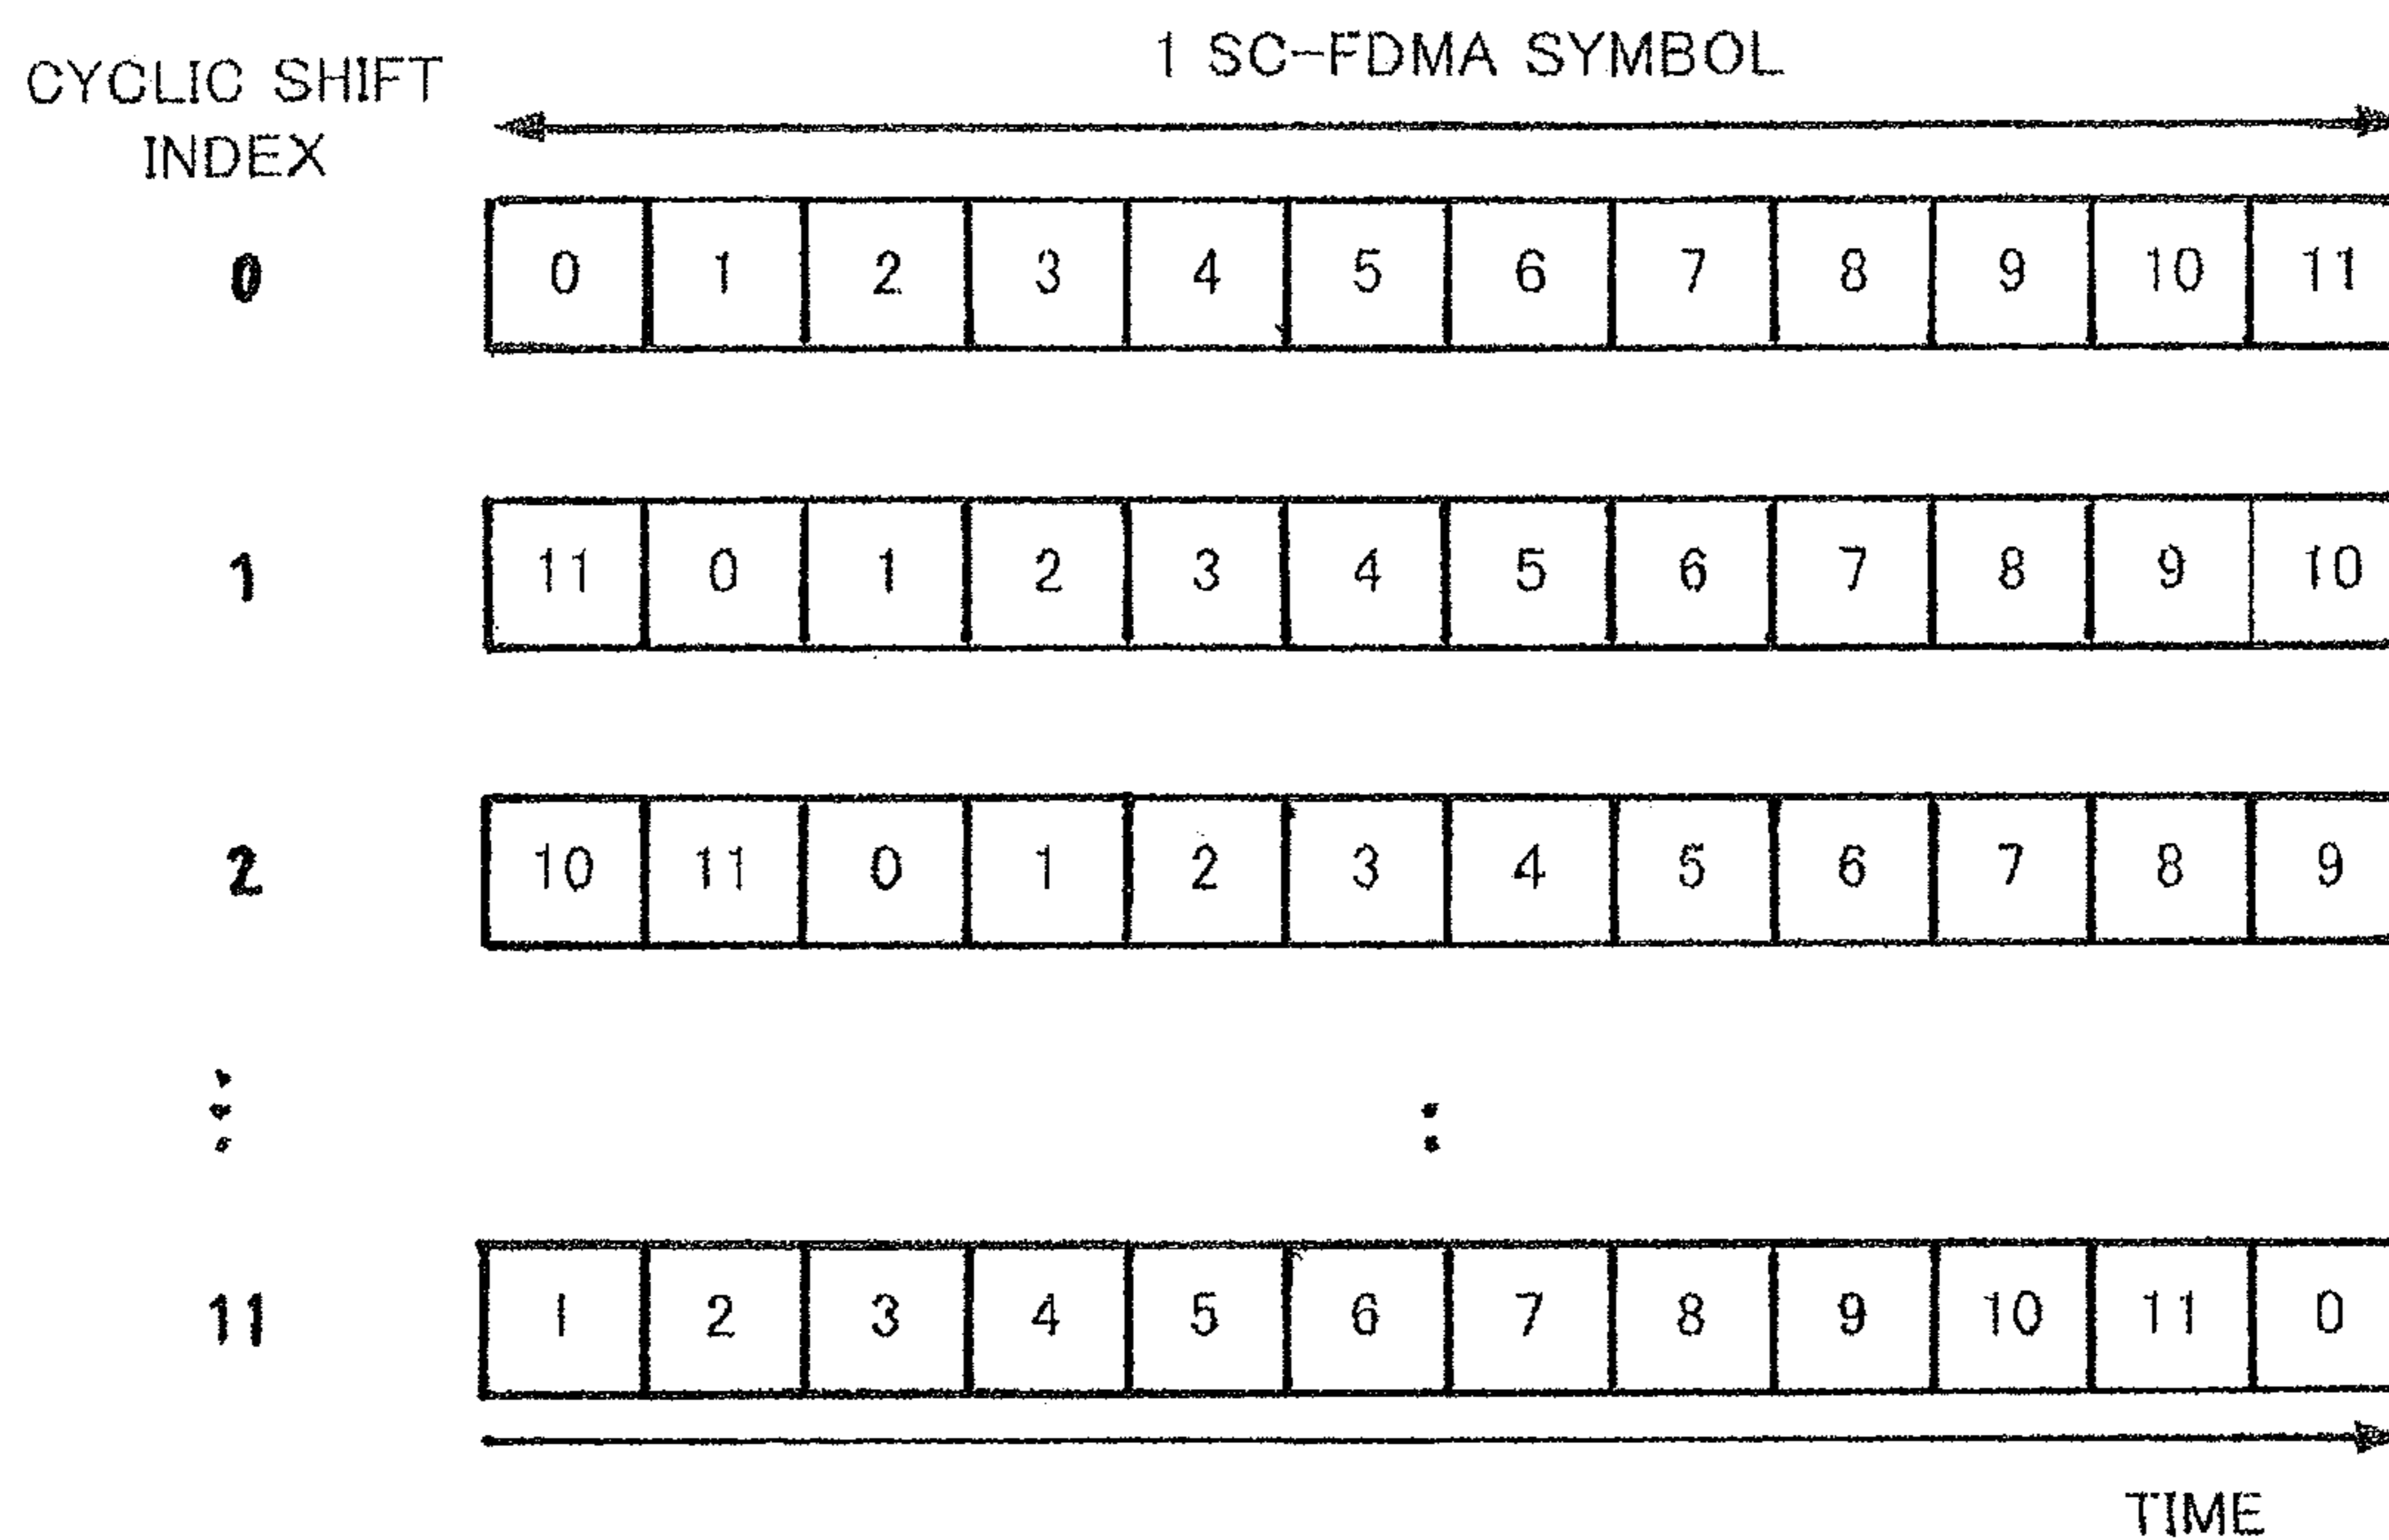 1 SC-FDMA SYMBOL
CYCLIC SHIFT
INDEX
0 0 1 2 3 4 5 6 7 8 9 10 11
1 11 0 1 2 3 4 5 6 7 8 9 10
2 10 11 0 1 2 3 4 5 6 7 8 9
11 1 2 3 4 5 6 7 8 9 10 11 0
TIME